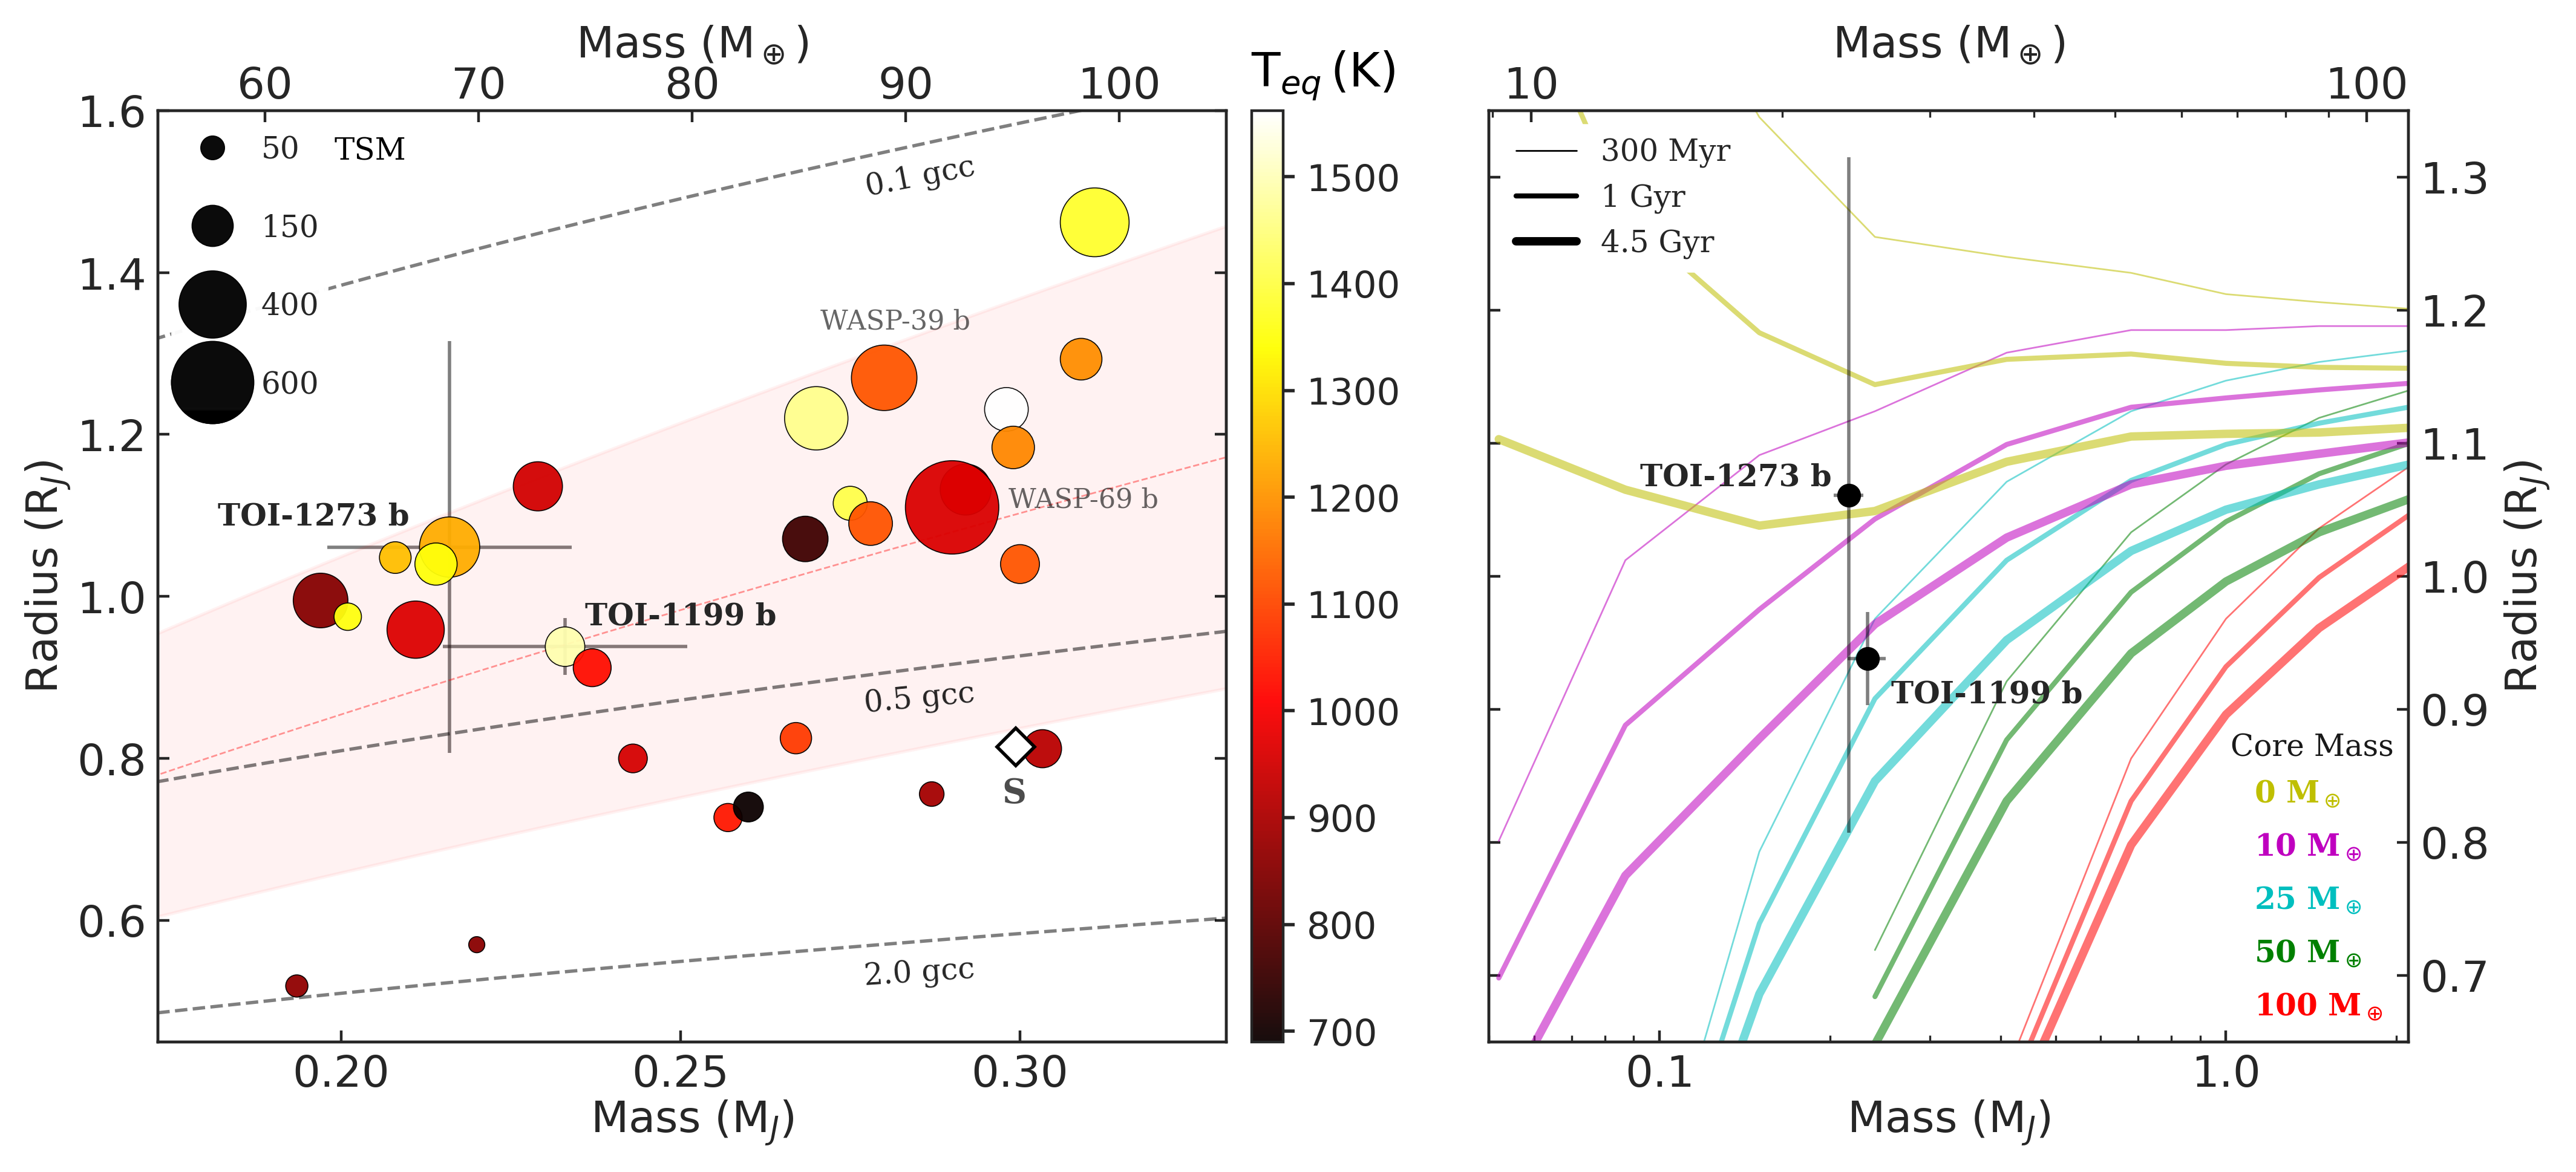 Mass (M⊕)
60 70 80 90 100
1.6
1.4
1.2
1.0
0.8
0.6
Radius (R_J)
50 TSM
150
400
600
0.1 gcc
WASP-39 b
WASP-69 b
TOI-1273 b
TOI-1199 b
0.5 gcc
S
2.0 gcc
0.20 0.25 0.30
Mass (M_J)
T_eq (K)
1500
1400
1300
1200
1100
1000
900
800
700
Mass (M⊕)
10 100
300 Myr
1 Gyr
4.5 Gyr
TOI-1273 b
TOI-1199 b
Core Mass
0 M⊕
10 M⊕
25 M⊕
50 M⊕
100 M⊕
1.3
1.2
1.1
1.0
0.9
0.8
0.7
Radius (R_J)
0.1 1.0
Mass (M_J)